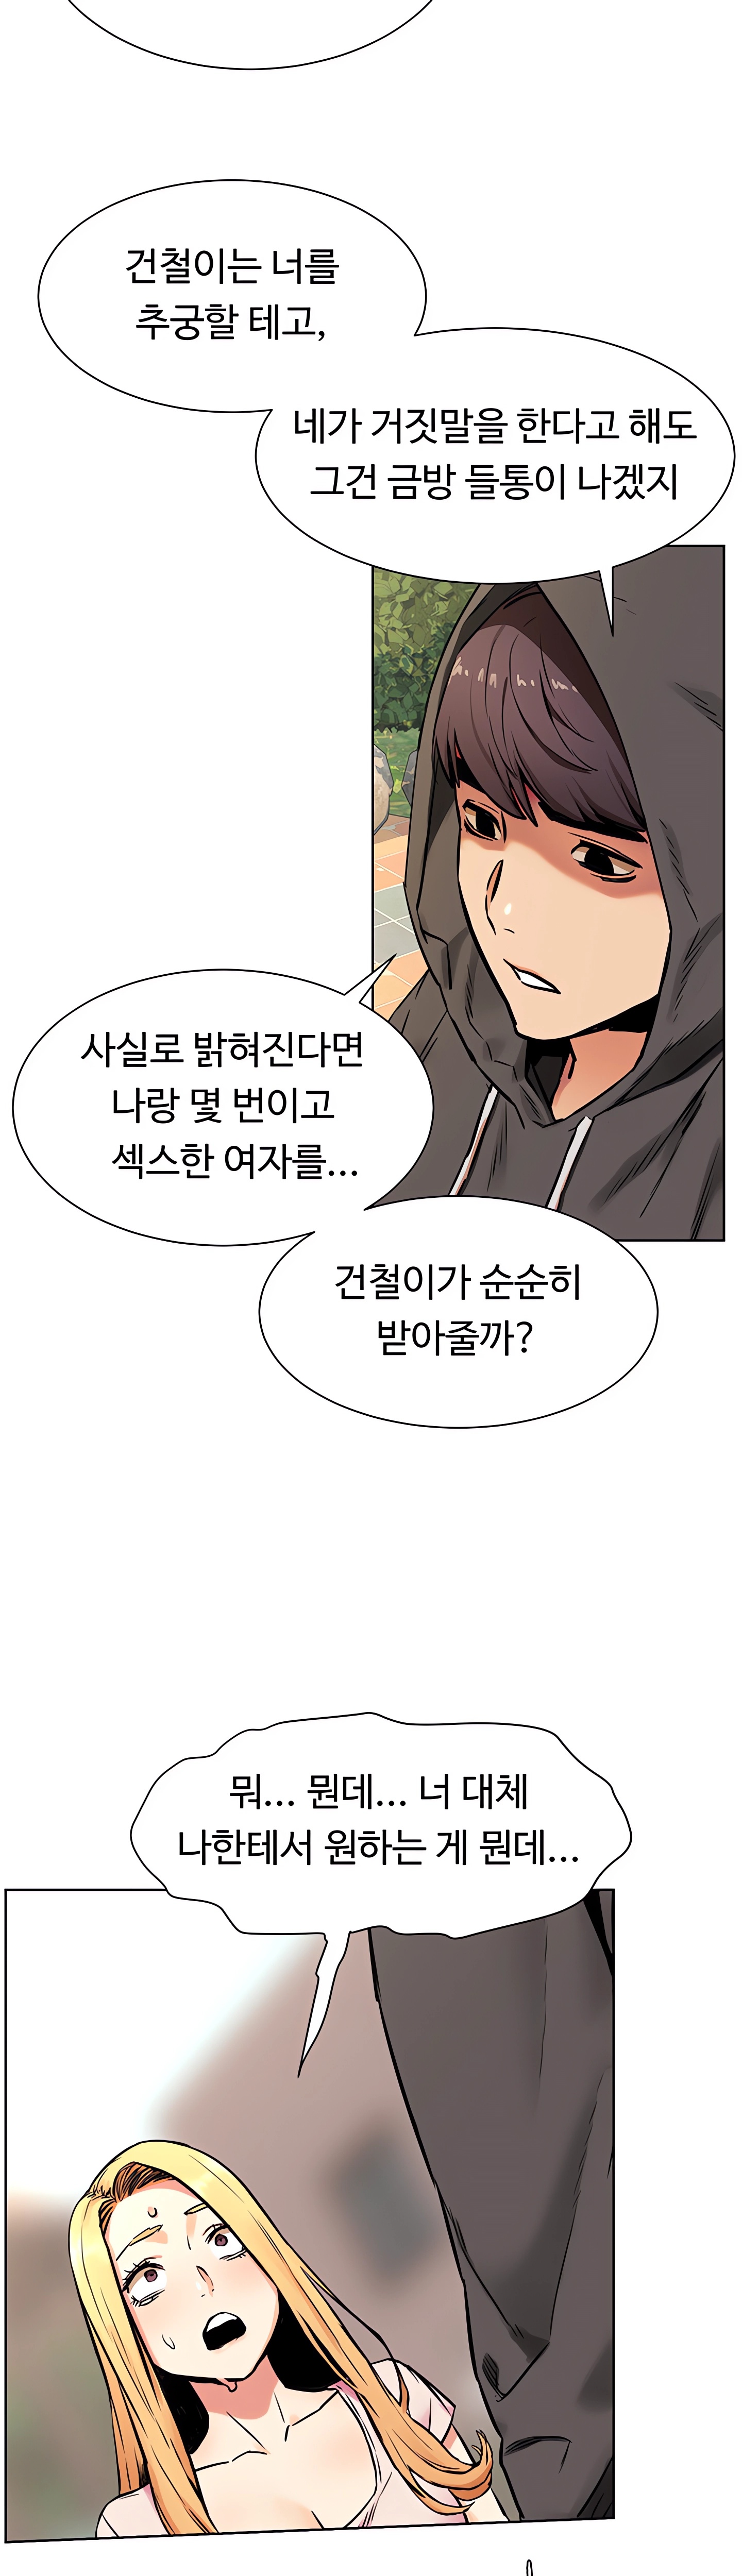 건철이는 너를
추궁할 테고,
네가 거짓말을 한다고 해도
그건 금방 들통이 나겠지
사실로 밝혀진다면
나랑 몇 번이고
섹스한 여자를...
건철이가 순순히
받아줄까?
뭐... 뭔데... 너 대체
나한테서 원하는 게 뭔데...